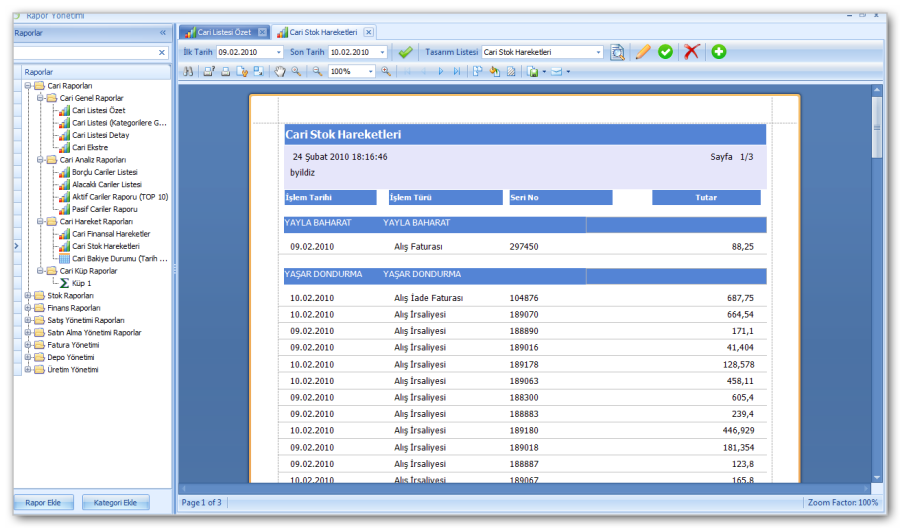 Rapor Yönetimi
Raporlar
Raporlar
Cari Raporları
Cari Genel Raporlar
Cari Listesi Özet
Cari Listesi (Kategorilere G...
Cari Listesi Detay
Cari Ekstre
Cari Analiz Raporları
Borçlu Cariler Listesi
Alacaklı Cariler Listesi
Aktif Cariler Raporu (TOP 10)
Pasif Cariler Raporu
Cari Hareket Raporları
Cari Finansal Hareketler
Cari Stok Hareketleri
Cari Bakiye Durumu (Tarih ...
Cari Küp Raporlar
Küp 1
Stok Raporları
Finans Raporları
Satış Yönetimi Raporları
Satın Alma Yönetimi Raporlar
Fatura Yönetimi
Depo Yönetimi
Üretim Yönetimi
Rapor Ekle Kategori Ekle
Cari Listesi Özet Cari Stok Hareketleri
İlk Tarih 09.02.2010 Son Tarih 10.02.2010 Tasarım Listesi Cari Stok Hareketleri
100%
Cari Stok Hareketleri
24 Şubat 2010 18:16:46 Sayfa 1/3
byildiz
İşlem Tarihi İşlem Türü Seri No Tutar
YAYLA BAHARAT YAYLA BAHARAT
09.02.2010 Alış Faturası 297450 88,25
YAŞAR DONDURMA YAŞAR DONDURMA
10.02.2010 Alış İade Faturası 104876 687,75
10.02.2010 Alış İrsaliyesi 189070 664,54
09.02.2010 Alış İrsaliyesi 188890 171,1
09.02.2010 Alış İrsaliyesi 189016 41,404
10.02.2010 Alış İrsaliyesi 189178 128,578
10.02.2010 Alış İrsaliyesi 189063 458,11
09.02.2010 Alış İrsaliyesi 188300 605,4
09.02.2010 Alış İrsaliyesi 188883 239,4
10.02.2010 Alış İrsaliyesi 189180 446,929
09.02.2010 Alış İrsaliyesi 189018 181,354
09.02.2010 Alış İrsaliyesi 188887 123,8
10.02.2010 Alış İrsaliyesi 189067 165,8
Page 1 of 3 Zoom Factor: 100%